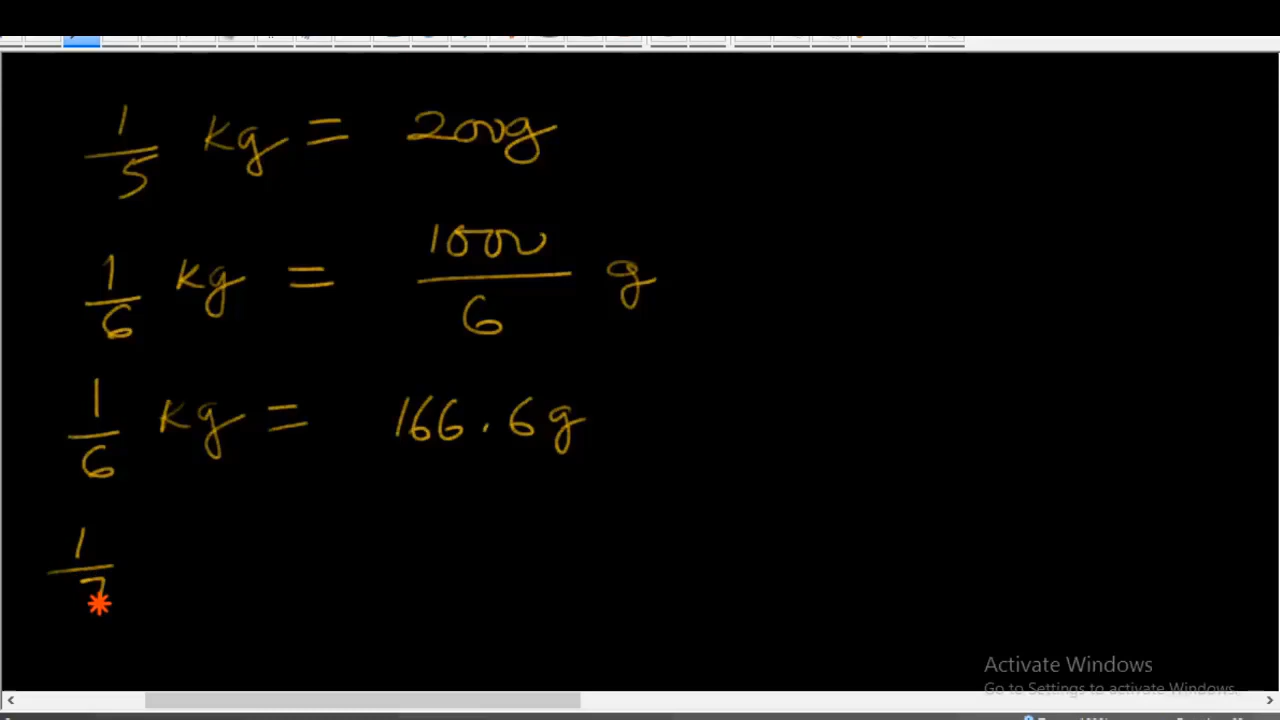 1/5 kg = 200g
1/6 kg = 1000/6 g
1/6 kg = 166.6g
1/7
Activate Windows
Go to Settings to activate Windows.